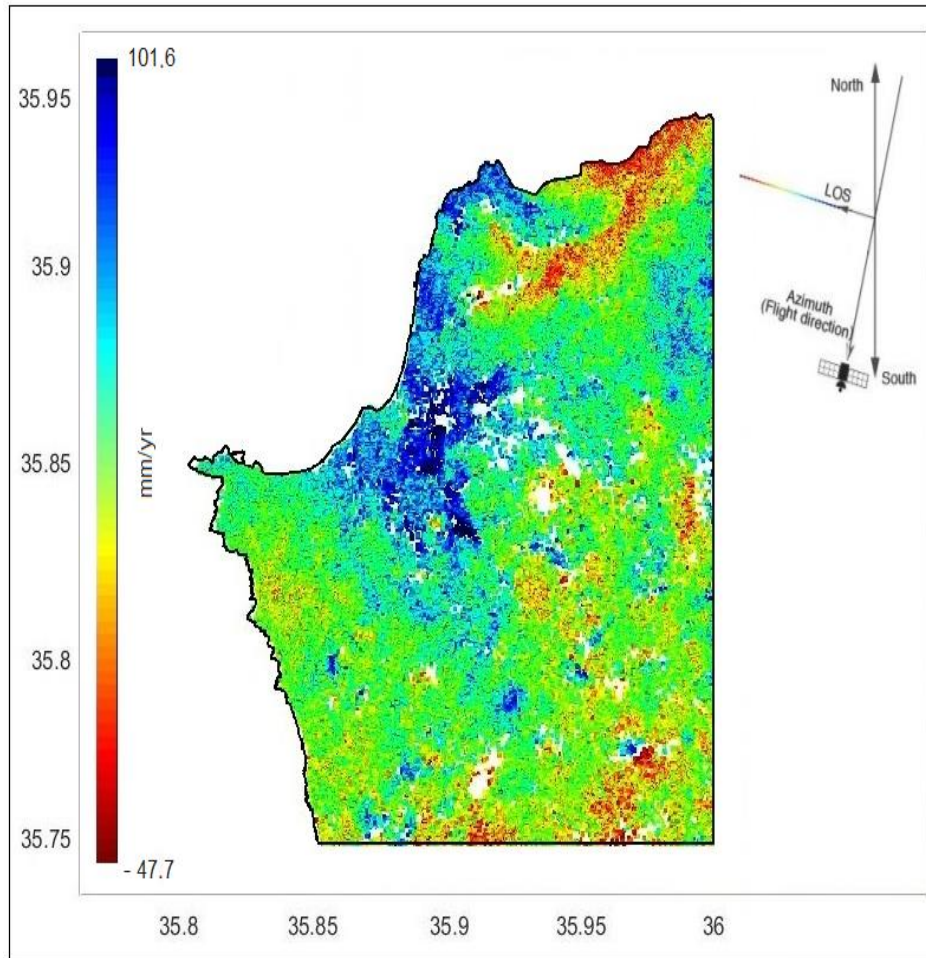 101.6
35.95
35.9
35.85
35.8
35.75
mm/yr
- 47.7
35.8 35.85 35.9 35.95 36
North
LOS
Azimuth
(Flight direction)
South